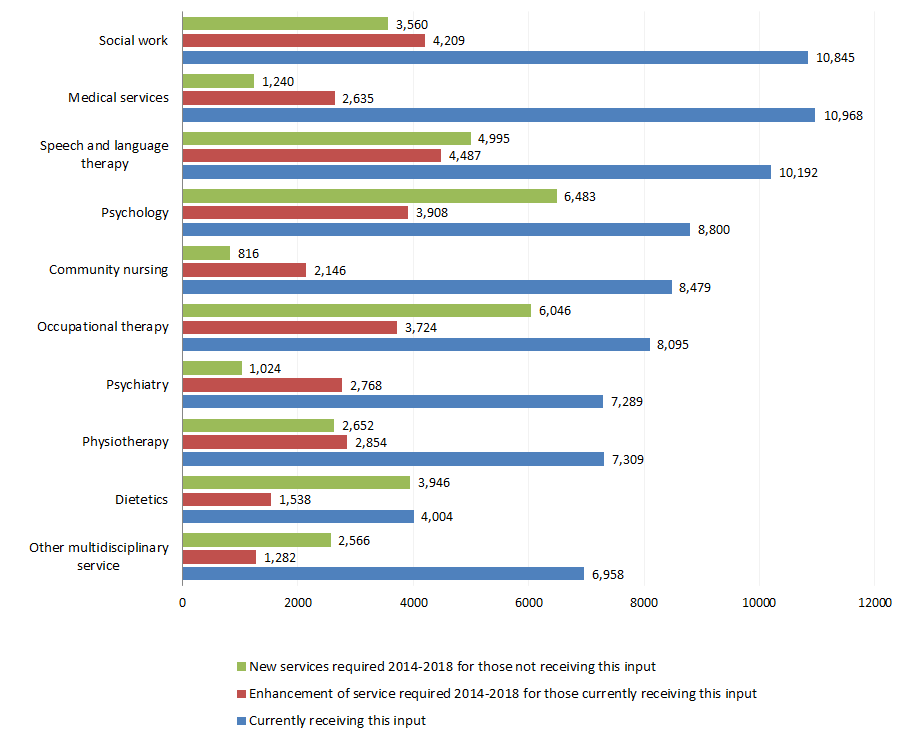 3,560
Social work
4,209
10,845
1,240
Medical services
2,635
10,968
4,995
Speech and language
therapy
4,487
10,192
6,483
Psychology
3,908
8,800
816
Community nursing
2,146
8,479
6,046
Occupational therapy
3,724
8,095
1,024
Psychiatry
2,768
7,289
2,652
Physiotherapy
2,854
7,309
3,946
Dietetics
1,538
4,004
2,566
Other multidisciplinary
service
1,282
6,958
0 2000 4000 6000 8000 10000 12000
New services required 2014-2018 for those not receiving this input
Enhancement of service required 2014-2018 for those currently receiving this input
Currently receiving this input